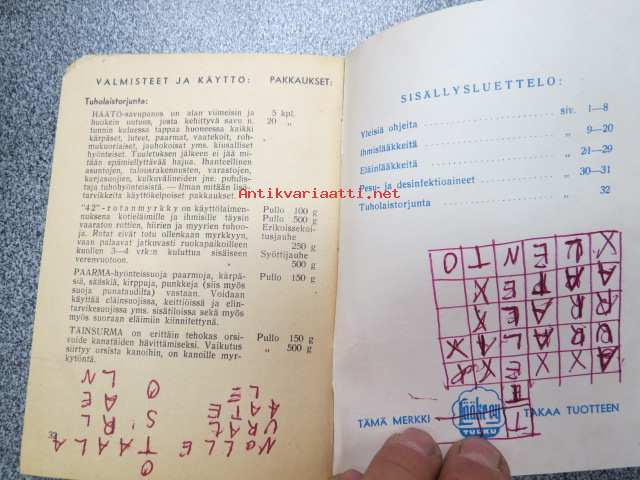 VALMISTEET JA KÄYTTÖ: PAKKAUKSET:
Tuholaistorjunta:
HÄÄTÖ-savupanos on alan viimeisin ja 5 kpl.
huokein uutuus, josta kehittyvä savu n. 20 „
tunnin kuluessa tappaa huoneessa kaikki
kärpäset, luteet, paarmat, vaatekoit, roh-
mukuoriaiset, jauhokoisat yms. kiusalliset
hyönteiset. Tuuletuksen jälkeen ei jää mi-
tään epämiellyttävää hajua. Ihanteellinen
asuntojen, talousrakennusten, varastojen,
karjasuojien, kulkuvälineiden jne. puhdis-
taja tuhohyönteisistä. — Ilman mitään lisä-
tarvikkeita käyttökelpoiset pakkaukset.
"42"-rotanmyrkky on käyttölaimen- Pullo 100 g
nuksena kotieläimille ja ihmisille täysin Pullo 500 g
vaaraton rottien, hiirien ja myyrien tuhoo- Erikoissekoi-
ja. Rotat eivät totu ollenkaan myrkkyyn, tusjauhe
vaan palaavat jatkuvasti ruokapaikoilleen 250 g
kuollen 3—4 vrk:n kuluttua sisäiseen Syöttijauhe
verenvuotoon. 500 g
PAARMA-hyönteissuoja paarmoja, kärpä- Pullo 150 g
siä, sääskiä, kirppuja, punkkeja (siis myös
suoja punatauditta) vastaan. Voidaan
käyttää eläinsuojissa, keittiöissä ja elin-
tarvikesuojissa yms. sisätiloissa sekä myös
myös suoraan eläimiin kiinnitettynä.
TAINSURMA on erittäin tehokas orsi- Pullo 150 g
voide kanatäiden hävittämiseksi. Vaikutus „ 500 g
siirtyy orsista kanoihin, on kanoille myr-
kytöntä.
SISÄLLYSLUETTELO:
Yleisiä ohjeita siv. 1—8
Ihmislääkkeitä „ 9—20
Eläinlääkkeitä „ 21—29
Pesu- ja desinfektioaineet „ 30—31
Tuholaistorjunta „ 32
TÄMÄ MERKKI
TURKU
TAKAA TUOTTEEN
Antikvariaatti.net